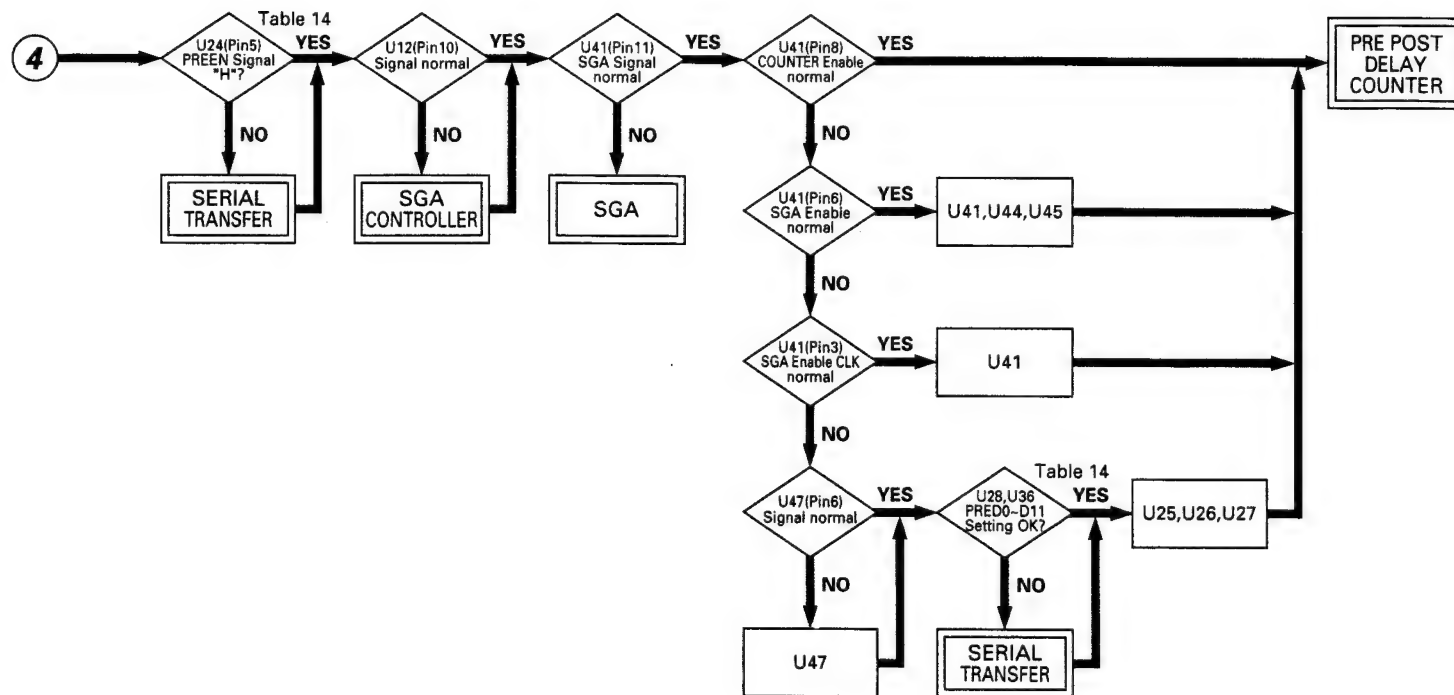 Table 14
4
U24(Pin5)
PREEN Signal
"H"?
YES
NO
SERIAL
TRANSFER
U12(Pin10)
Signal normal
YES
NO
SGA
CONTROLLER
U41(Pin11)
SGA Signal
normal
YES
NO
SGA
U41(Pin8)
COUNTER Enable
normal
YES
PRE POST
DELAY
COUNTER
NO
U41(Pin6)
SGA Enable
normal
YES
U41,U44,U45
NO
U41(Pin3)
SGA Enable CLK
normal
YES
U41
NO
U47(Pin6)
Signal normal
YES
NO
U47
Table 14
U28,U36
PRED0~D11
Setting OK?
YES
U25,U26,U27
NO
SERIAL
TRANSFER